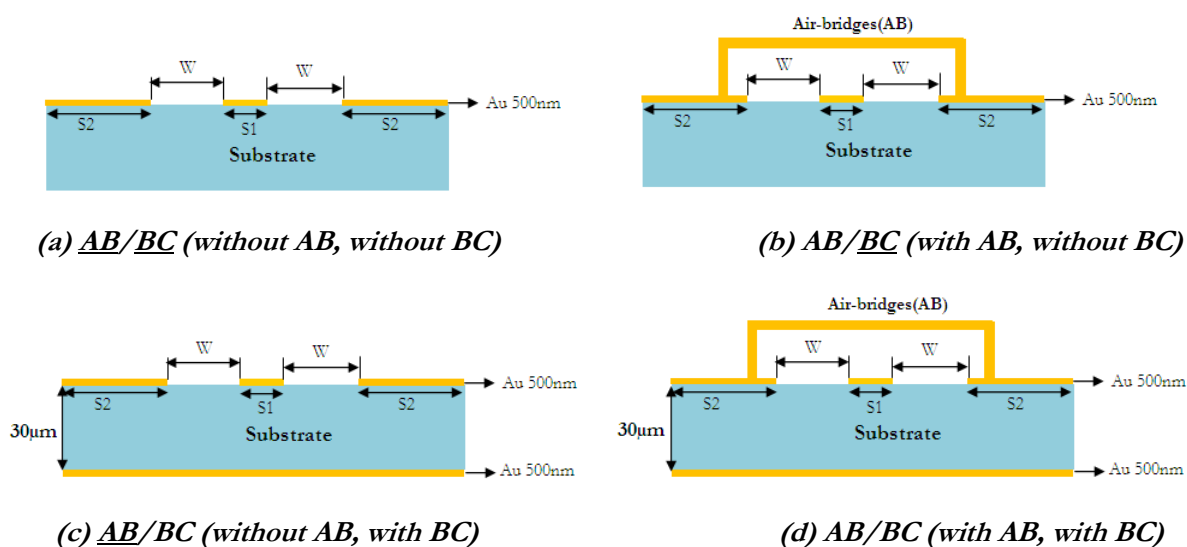 Air-bridges(AB)
W
W
W
W
Au 500nm
S2
S1
S2
Substrate
Au 500nm
S2
S1
S2
Substrate
(a) AB/BC (without AB, without BC)
(b) AB/BC (with AB, without BC)
Air-bridges(AB)
W
W
W
W
Au 500nm
S2
S1
S2
30μm
Substrate
Au 500nm
Au 500nm
S2
S1
S2
30μm
Substrate
Au 500nm
(c) AB/BC (without AB, with BC)
(d) AB/BC (with AB, with BC)